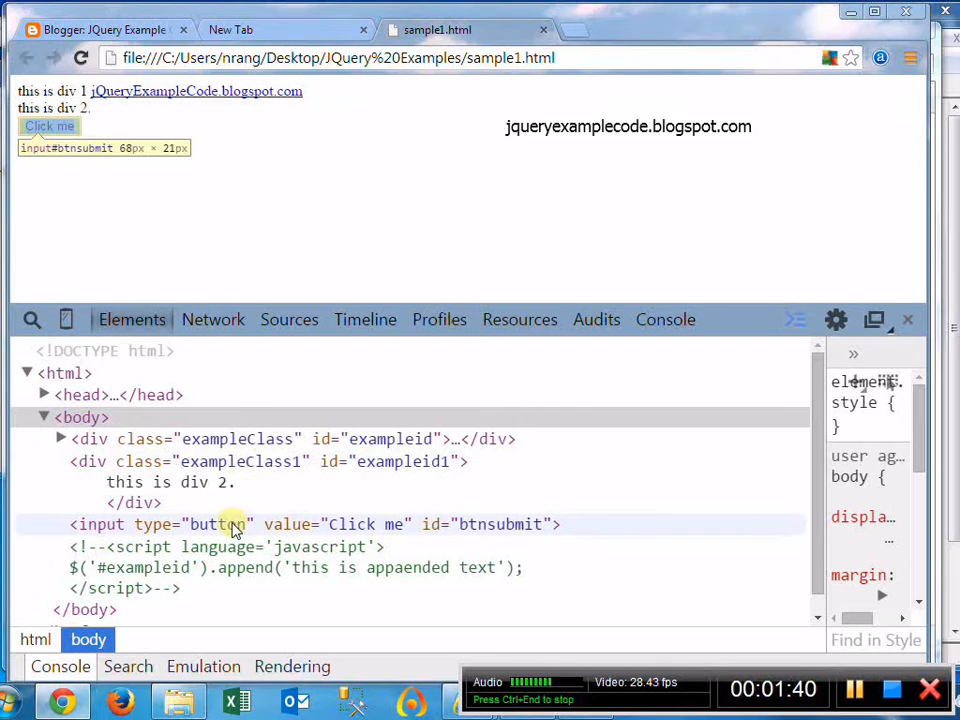 Blogger: JQuery Example
New Tab
sample1.html
file:///C:/Users/nrang/Desktop/JQuery%20Examples/sample1.html
this is div 1 jQueryExampleCode.blogspot.com
this is div 2.
Click me
jqueryexamplecode.blogspot.com
input#btnsubmit 68px × 21px
Elements Network Sources Timeline Profiles Resources Audits Console
<!DOCTYPE html>
<html>
<head>…</head>
<body>
<div class="exampleClass" id="exampleid">…</div>
<div class="exampleClass1" id="exampleid1">
this is div 2.
</div>
<input type="button" value="Click me" id="btnsubmit">
<!--<script language='javascript'>
$('#exampleid').append('this is appaended text');
</script>-->
</body>
»
element.
style {
}
user ag…
body {
displa…
…
margin:
html body
Find in Style
Console Search Emulation Rendering
Audio
Video: 28.43 fps
Press Ctrl+End to stop
00:01:40